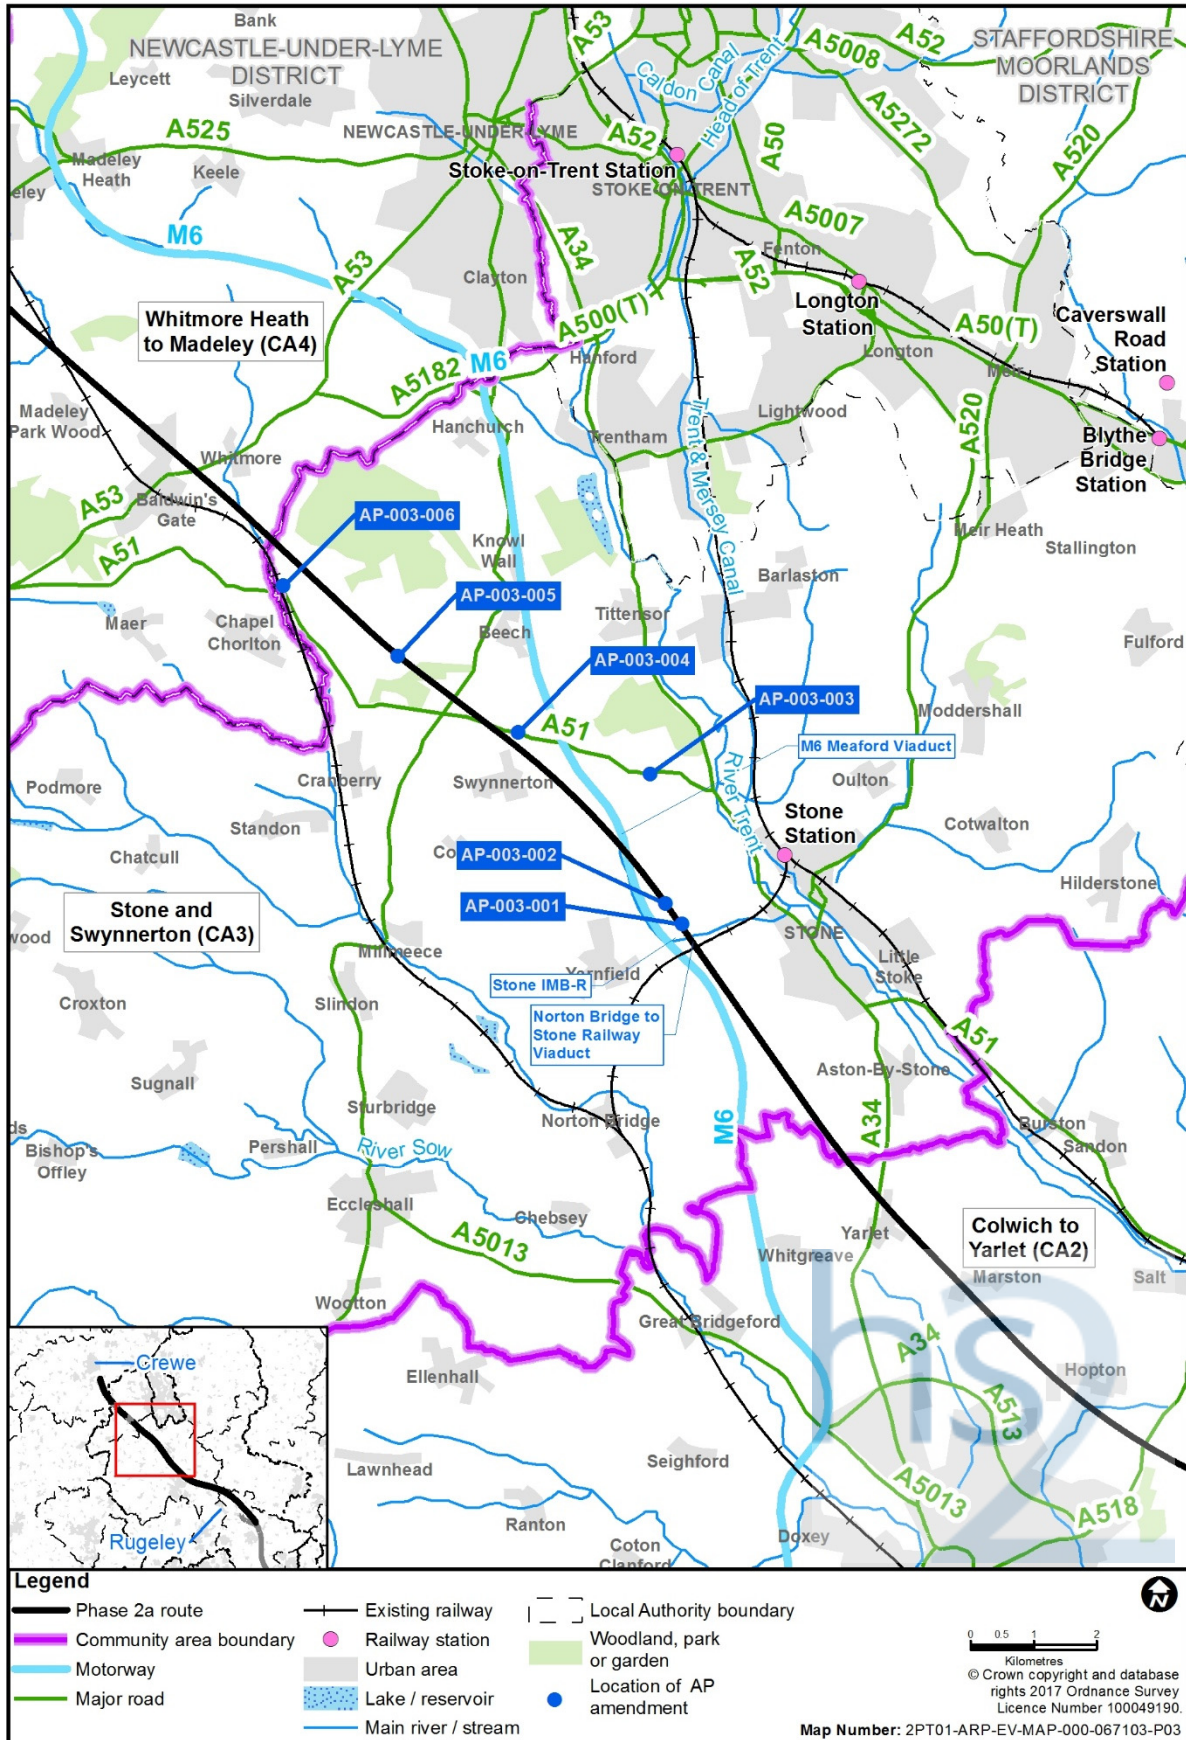 Bank
NEWCASTLE-UNDER-LYME
DISTRICT
Leycett
Silverdale
A53
A5008
A52
STAFFORDSHIRE
MOORLANDS
DISTRICT
Caldon Canal
Head of Trent
A525
NEWCASTLE-UNDER-LYME
A52
A50
A5272
A520
Madeley
Heath
Keele
eley
Stoke-on-Trent Station
STOKE-ON-TRENT
M6
A53
A34
A5007
Fenton
A52
Clayton
Longton
Station
Caverswall
Road
Station
Whitmore Heath
to Madeley (CA4)
A500(T)
Hanford
A50(T)
Longton
Meir
A5182
M6
Madeley
Park Wood
Hanchurch
Trentham
Lightwood
A520
Blythe
Bridge
Station
Whitmore
Trent & Mersey Canal
A53
Baldwin's
Gate
AP-003-006
Knowl
Wall
Meir Heath
Stallington
A51
AP-003-005
Barlaston
Maer
Chapel
Chorlton
Beech
Tittensor
Fulford
AP-003-004
AP-003-003
Moddershall
A51
M6 Meaford Viaduct
Podmore
Cranberry
Swynnerton
River Trent
Oulton
Standon
Stone
Station
Cotwalton
Chatcull
Co
AP-003-002
Hilderstone
Stone and
Swynnerton (CA3)
AP-003-001
wood
Millmeece
STONE
Little
Stoke
Yarnfield
Stone IMB-R
Croxton
Slindon
Norton Bridge to
Stone Railway
Viaduct
A51
Sugnall
Aston-By-Stone
Sturbridge
Norton Bridge
M6
A34
Burston
Sandon
ds
Bishop's
Offley
Pershall
River Sow
Eccleshall
Chebsey
Yarlet
Colwich to
Yarlet (CA2)
A5013
Whitgreave
Marston
Salt
Wootton
Great Bridgeford
hs2
A34
Hopton
Crewe
Ellenhall
A513
Lawnhead
Seighford
A5013
A518
Rugeley
Ranton
Doxey
Coton
Clanford
Legend
Phase 2a route
Community area boundary
Motorway
Major road
Existing railway
Railway station
Urban area
Lake / reservoir
Main river / stream
Local Authority boundary
Woodland, park
or garden
Location of AP
amendment
N
0 0.5 1 2
Kilometres
© Crown copyright and database
rights 2017 Ordnance Survey
Licence Number 100049190.
Map Number: 2PT01-ARP-EV-MAP-000-067103-P03